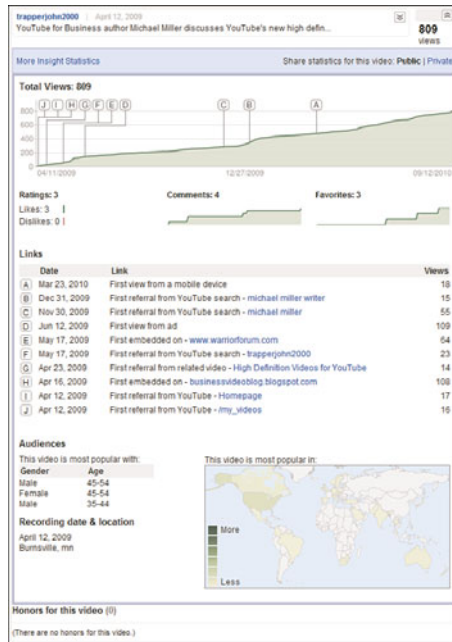 trapperjohn2000 | April 12, 2009
YouTube for Business author Michael Miller discusses YouTube's new high defin...
809
views
More Insight Statistics
Share statistics for this video: Public | Private
Total Views: 809
J I H G F E D C B A
800
600
400
200
0
04/11/2009 12/27/2009 09/12/2010
Ratings: 3 Comments: 4 Favorites: 3
Likes: 3
Dislikes: 0
Links
Date Link Views
A Mar 23, 2010 First view from a mobile device 18
B Dec 31, 2009 First referral from YouTube search - michael miller writer 15
C Nov 30, 2009 First referral from YouTube search - michael miller 55
D Jun 12, 2009 First view from ad 109
E May 17, 2009 First embedded on - www.warriorforum.com 64
F May 17, 2009 First referral from YouTube search - trapperjohn2000 23
G Apr 23, 2009 First referral from related video - High Definition Videos for YouTube 14
H Apr 16, 2009 First embedded on - businessvideoblog.blogspot.com 108
I Apr 12, 2009 First referral from YouTube - Homepage 17
J Apr 12, 2009 First referral from YouTube - /my_videos 16
Audiences
This video is most popular with:
Gender Age
Male 45-54
Female 45-54
Male 35-44
Recording date & location
April 12, 2009
Burnsville, mn
This video is most popular in:
More
Less
Honors for this video (0)
(There are no honors for this video.)